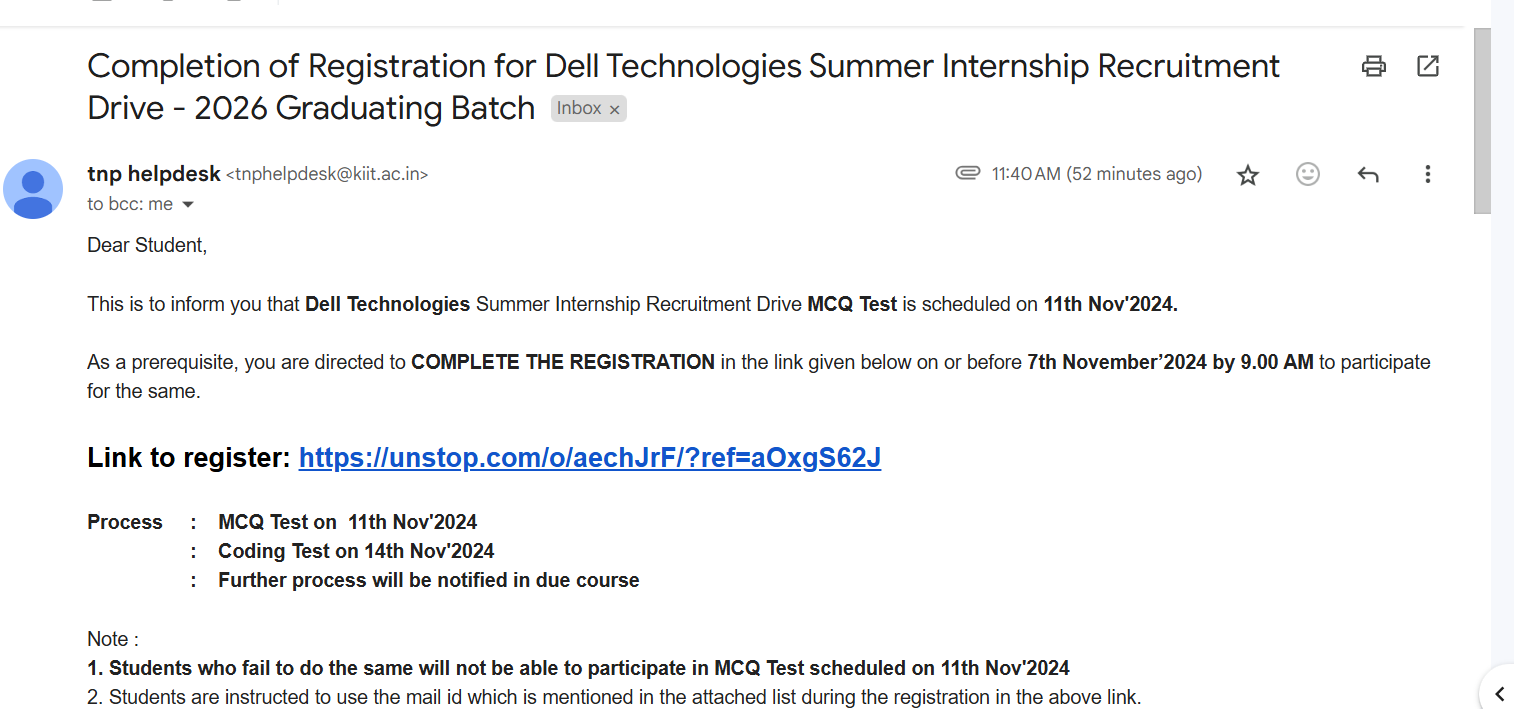 Completion of Registration for Dell Technologies Summer Internship Recruitment
Drive - 2026 Graduating Batch Inbox ×
tnp helpdesk <tnphelpdesk@kiit.ac.in> 11:40 AM (52 minutes ago)
to bcc: me
Dear Student,
This is to inform you that Dell Technologies Summer Internship Recruitment Drive MCQ Test is scheduled on 11th Nov'2024.
As a prerequisite, you are directed to COMPLETE THE REGISTRATION in the link given below on or before 7th November’2024 by 9.00 AM to participate
for the same.
Link to register: https://unstop.com/o/aechJrF/?ref=aOxgS62J
Process : MCQ Test on 11th Nov'2024
: Coding Test on 14th Nov'2024
: Further process will be notified in due course
Note :
1. Students who fail to do the same will not be able to participate in MCQ Test scheduled on 11th Nov'2024
2. Students are instructed to use the mail id which is mentioned in the attached list during the registration in the above link.